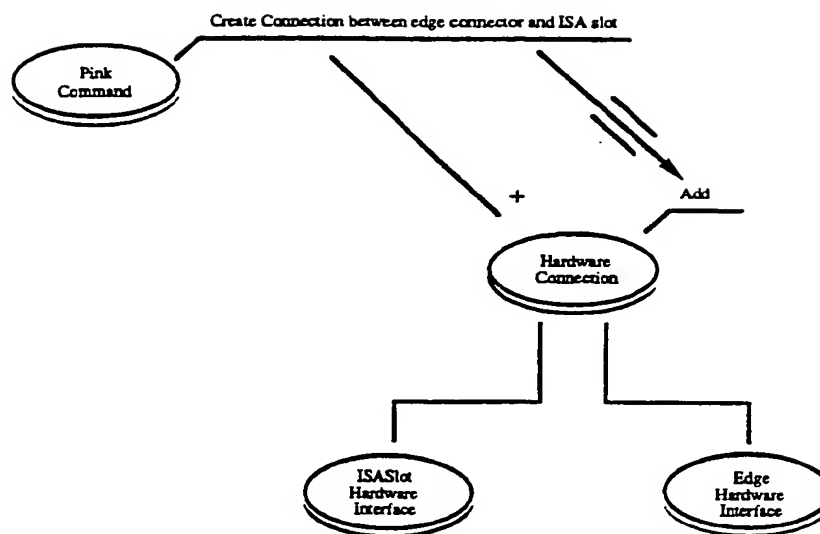 Create Connection between edge connector and ISA slot
Pink
Command
+
Add
Hardware
Connection
ISASlot
Hardware
Interface
Edge
Hardware
Interface